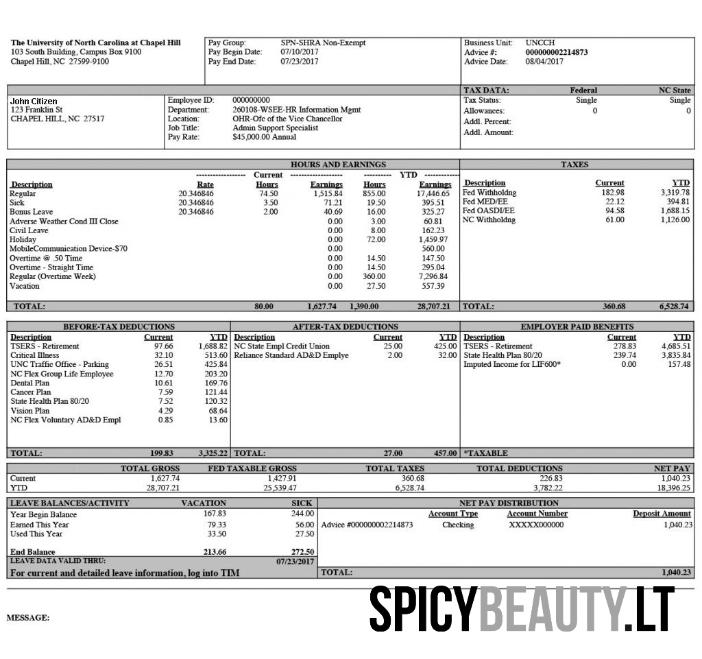 The University of North Carolina at Chapel Hill
103 South Building, Campus Box 9100
Chapel Hill, NC 27599-9100
Pay Group: SPN-SHRA Non-Exempt
Pay Begin Date: 07/10/2017
Pay End Date: 07/23/2017
Business Unit: UNCCH
Advice #: 000000002214873
Advice Date: 08/04/2017
John Citizen
123 Franklin St
CHAPEL HILL, NC 27517
Employee ID: 000000000
Department: 260108-WSEE-HR Information Mgmt
Location: OHR-Ofc of the Vice Chancellor
Job Title: Admin Support Specialist
Pay Rate: $45,000.00 Annual
TAX DATA: Federal NC State
Tax Status: Single Single
Allowances: 0 0
Addl. Percent:
Addl. Amount:
HOURS AND EARNINGS
------------------ Current ------------------ ---------- YTD ------------
Description Rate Hours Earnings Hours Earnings
Regular 20.346846 74.50 1,515.84 855.00 17,446.65
Sick 20.346846 3.50 71.21 19.50 395.51
Bonus Leave 20.346846 2.00 40.69 16.00 325.27
Adverse Weather Cond III Close 0.00 3.00 60.81
Civil Leave 0.00 8.00 162.23
Holiday 0.00 72.00 1,459.97
MobileCommunication Device-$70 0.00 560.00
Overtime @ .50 Time 0.00 14.50 147.50
Overtime - Straight Time 0.00 14.50 295.04
Regular (Overtime Week) 0.00 360.00 7,296.84
Vacation 0.00 27.50 557.39
TOTAL: 80.00 1,627.74 1,390.00 28,707.21
TAXES
Description Current YTD
Fed Withholdng 182.98 3,319.78
Fed MED/EE 22.12 394.81
Fed OASDI/EE 94.58 1,688.15
NC Withholdng 61.00 1,126.00
TOTAL: 360.68 6,528.74
BEFORE-TAX DEDUCTIONS
Description Current YTD
TSERS - Retirement 97.66 1,688.82
Critical Illness 32.10 513.60
UNC Traffic Office - Parking 26.51 425.84
NC Flex Group Life Employee 12.70 203.20
Dental Plan 10.61 169.76
Cancer Plan 7.59 121.44
State Health Plan 80/20 7.52 120.32
Vision Plan 4.29 68.64
NC Flex Voluntary AD&D Empl 0.85 13.60
TOTAL: 199.83 3,325.22
AFTER-TAX DEDUCTIONS
Description Current YTD
NC State Empl Credit Union 25.00 425.00
Reliance Standard AD&D Emplye 2.00 32.00
TOTAL: 27.00 457.00
EMPLOYER PAID BENEFITS
Description Current YTD
TSERS - Retirement 278.83 4,685.51
State Health Plan 80/20 239.74 3,835.84
Imputed Income for LIF600* 0.00 157.48
*TAXABLE
TOTAL GROSS FED TAXABLE GROSS TOTAL TAXES TOTAL DEDUCTIONS NET PAY
Current 1,627.74 1,427.91 360.68 226.83 1,040.23
YTD 28,707.21 25,539.47 6,528.74 3,782.22 18,396.25
LEAVE BALANCES/ACTIVITY VACATION SICK
Year Begin Balance 167.83 244.00
Earned This Year 79.33 56.00
Used This Year 33.50 27.50
End Balance 213.66 272.50
LEAVE DATA VALID THRU: 07/23/2017
For current and detailed leave information, log into TIM
NET PAY DISTRIBUTION
Account Type Account Number Deposit Amount
Advice #000000002214873 Checking XXXXX000000 1,040.23
TOTAL: 1,040.23
MESSAGE:
SPICYBEAUTY.LT